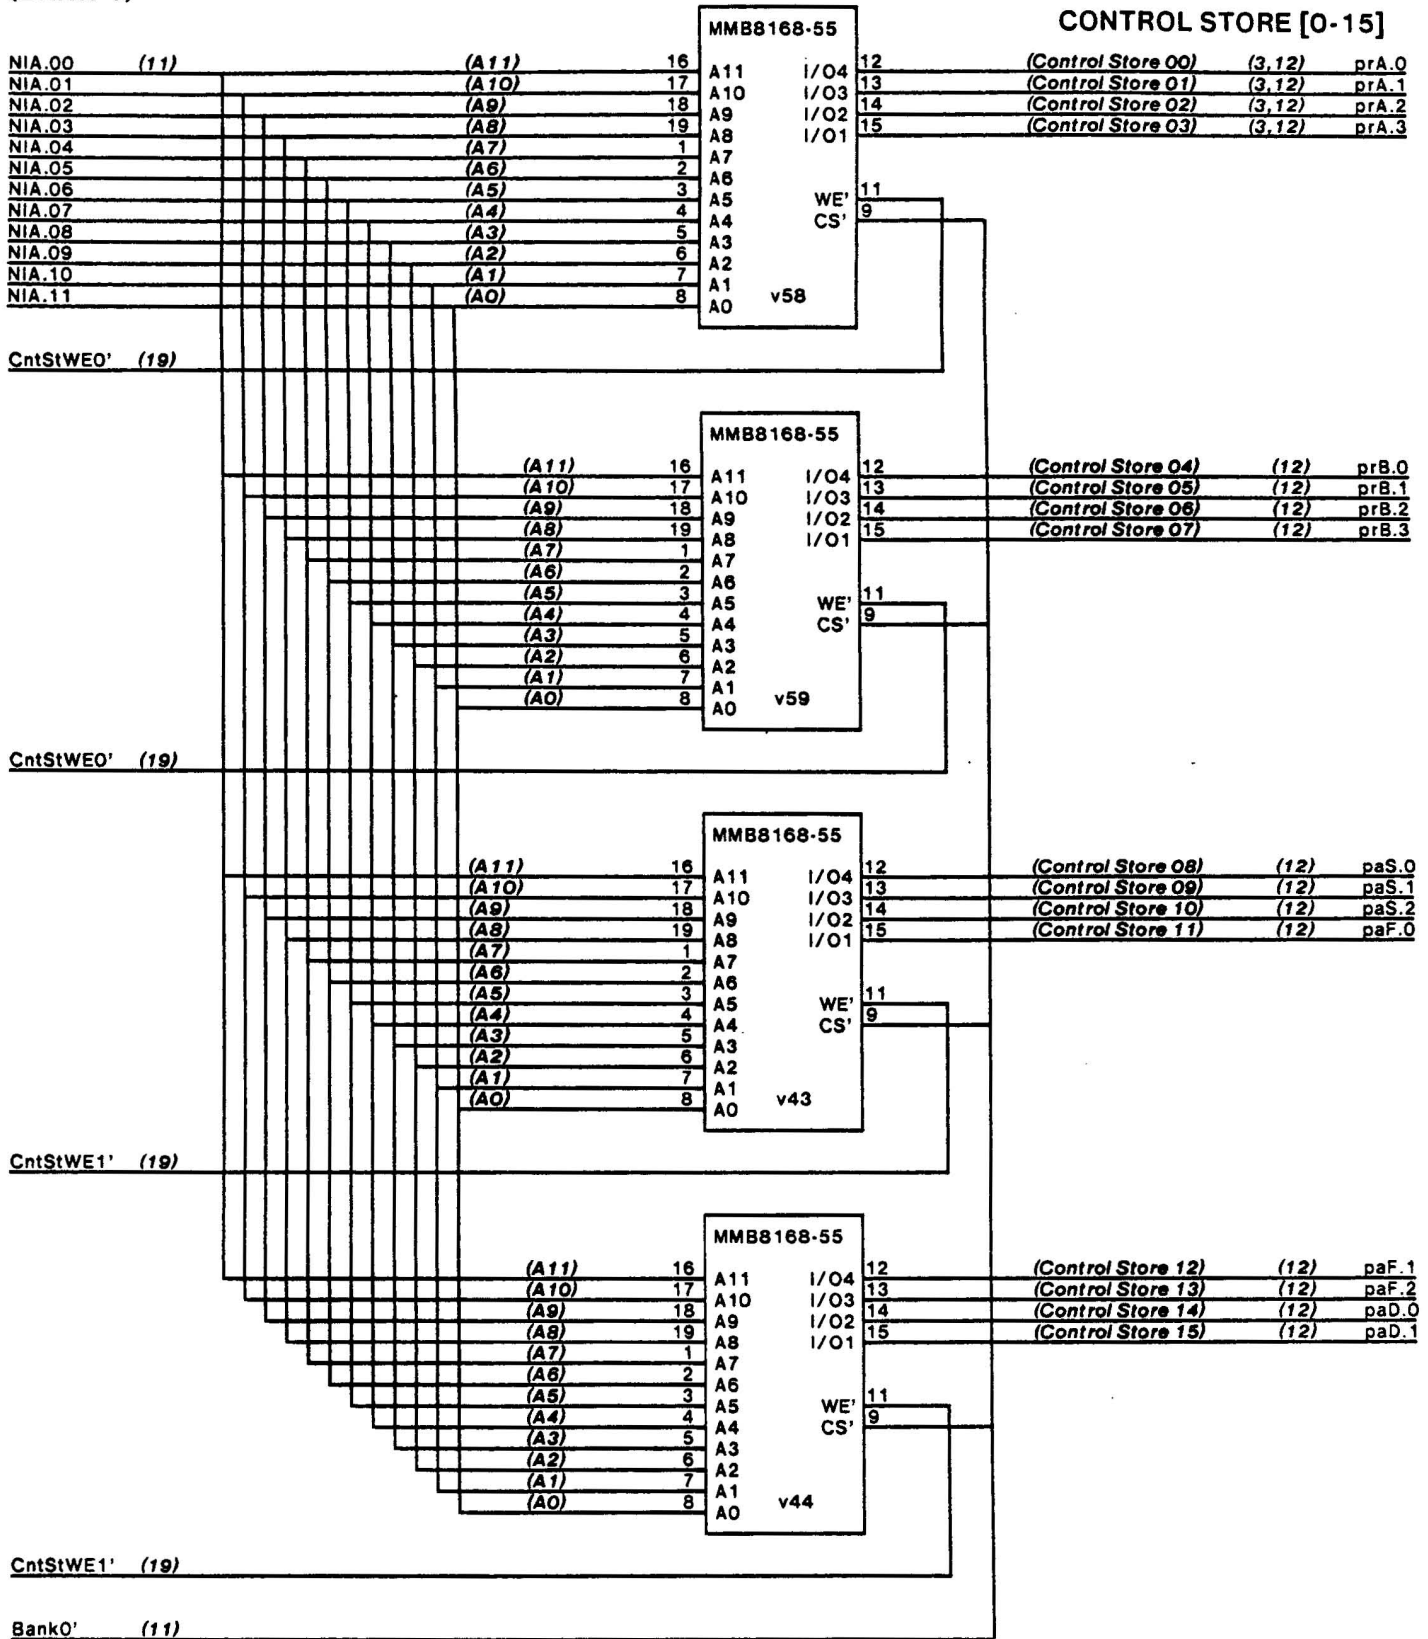 CONTROL STORE [0-15]
MMB8168-55
NIA.00 (11) (A11) 16 A11 I/O4 12 (Control Store 00) (3,12) prA.0
NIA.01 (A10) 17 A10 I/O3 13 (Control Store 01) (3,12) prA.1
NIA.02 (A9) 18 A9 I/O2 14 (Control Store 02) (3,12) prA.2
NIA.03 (A8) 19 A8 I/O1 15 (Control Store 03) (3,12) prA.3
NIA.04 (A7) 1 A7
NIA.05 (A6) 2 A6
NIA.06 (A5) 3 A5 WE' 11
NIA.07 (A4) 4 A4 CS' 9
NIA.08 (A3) 5 A3
NIA.09 (A2) 6 A2
NIA.10 (A1) 7 A1
NIA.11 (A0) 8 A0 v58
CntStWE0' (19)
MMB8168-55
(A11) 16 A11 I/O4 12 (Control Store 04) (12) prB.0
(A10) 17 A10 I/O3 13 (Control Store 05) (12) prB.1
(A9) 18 A9 I/O2 14 (Control Store 06) (12) prB.2
(A8) 19 A8 I/O1 15 (Control Store 07) (12) prB.3
(A7) 1 A7
(A6) 2 A6
(A5) 3 A5 WE' 11
(A4) 4 A4 CS' 9
(A3) 5 A3
(A2) 6 A2
(A1) 7 A1
(A0) 8 A0 v59
CntStWE0' (19)
MMB8168-55
(A11) 16 A11 I/O4 12 (Control Store 08) (12) paS.0
(A10) 17 A10 I/O3 13 (Control Store 09) (12) paS.1
(A9) 18 A9 I/O2 14 (Control Store 10) (12) paS.2
(A8) 19 A8 I/O1 15 (Control Store 11) (12) paF.0
(A7) 1 A7
(A6) 2 A6
(A5) 3 A5 WE' 11
(A4) 4 A4 CS' 9
(A3) 5 A3
(A2) 6 A2
(A1) 7 A1
(A0) 8 A0 v43
CntStWE1' (19)
MMB8168-55
(A11) 16 A11 I/O4 12 (Control Store 12) (12) paF.1
(A10) 17 A10 I/O3 13 (Control Store 13) (12) paF.2
(A9) 18 A9 I/O2 14 (Control Store 14) (12) paD.0
(A8) 19 A8 I/O1 15 (Control Store 15) (12) paD.1
(A7) 1 A7
(A6) 2 A6
(A5) 3 A5 WE' 11
(A4) 4 A4 CS' 9
(A3) 5 A3
(A2) 6 A2
(A1) 7 A1
(A0) 8 A0 v44
CntStWE1' (19)
Bank0' (11)